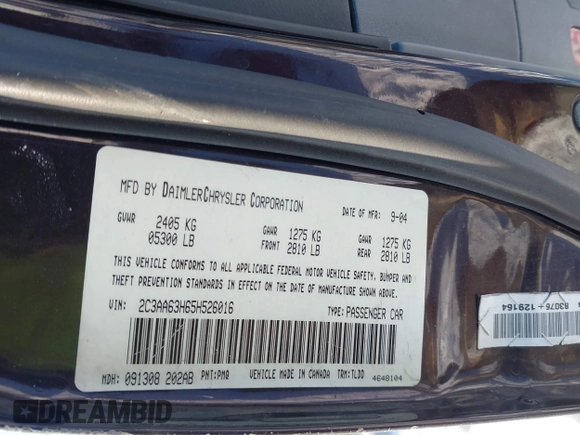 MFD BY DAIMLERCHRYSLER CORPORATION DATE OF MFR: 9-04
GVWR 2405 KG GAWR 1275 KG GAWR 1275 KG
05300 LB FRONT 2810 LB REAR 2810 LB
THIS VEHICLE CONFORMS TO ALL APPLICABLE FEDERAL MOTOR VEHICLE SAFETY, BUMPER AND
THEFT PREVENTION STANDARDS IN EFFECT ON THE DATE OF MANUFACTURE SHOWN ABOVE.
VIN: 2C3AA63H65H526016 TYPE: PASSENGER CAR
MDH: 091308 202AB PNT: PMQ VEHICLE MADE IN CANADA TRM: TLDD
4648104
83076-129164
DREAMBID